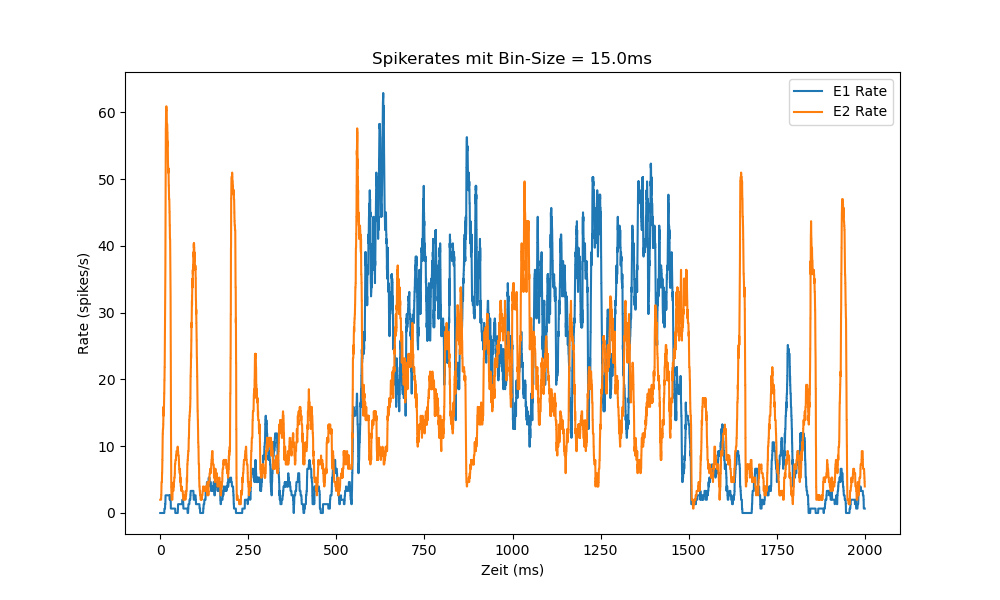 Spikerates mit Bin-Size = 15.0ms
E1 Rate
E2 Rate
Rate (spikes/s)
60
50
40
30
20
10
0
0 250 500 750 1000 1250 1500 1750 2000
Zeit (ms)